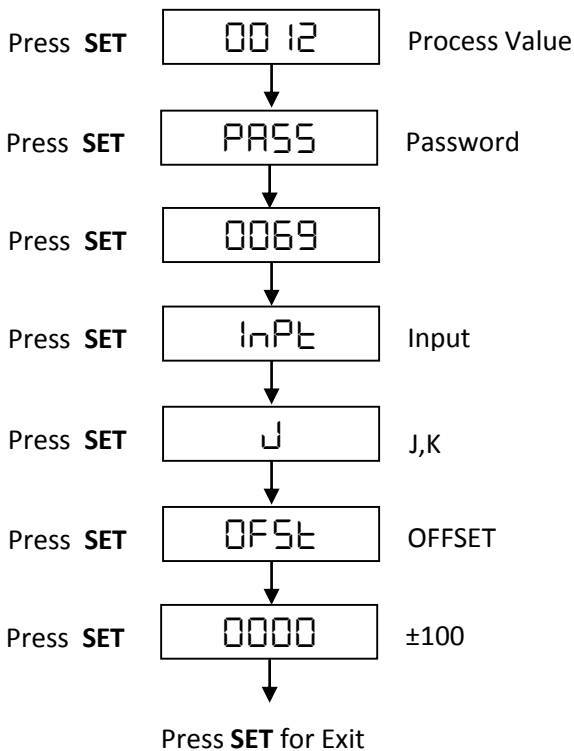 Press SET 0012 Process Value
Press SET PASS Password
Press SET 0069
Press SET InPt Input
Press SET J J,K
Press SET OFSt OFFSET
Press SET 0000 ±100
Press SET for Exit